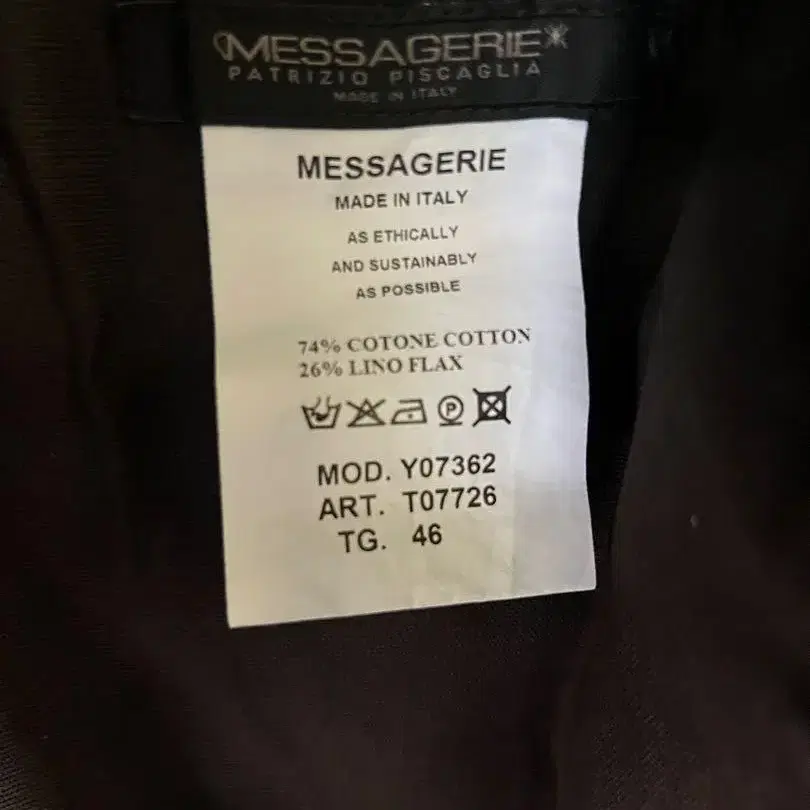 MESSAGERIE
PATRIZIO PISCAGLIA
MADE IN ITALY
MESSAGERIE
MADE IN ITALY
AS ETHICALLY
AND SUSTAINABLY
AS POSSIBLE
74% COTONE COTTON
26% LINO FLAX
P
MOD. Y07362
ART. T07726
TG. 46